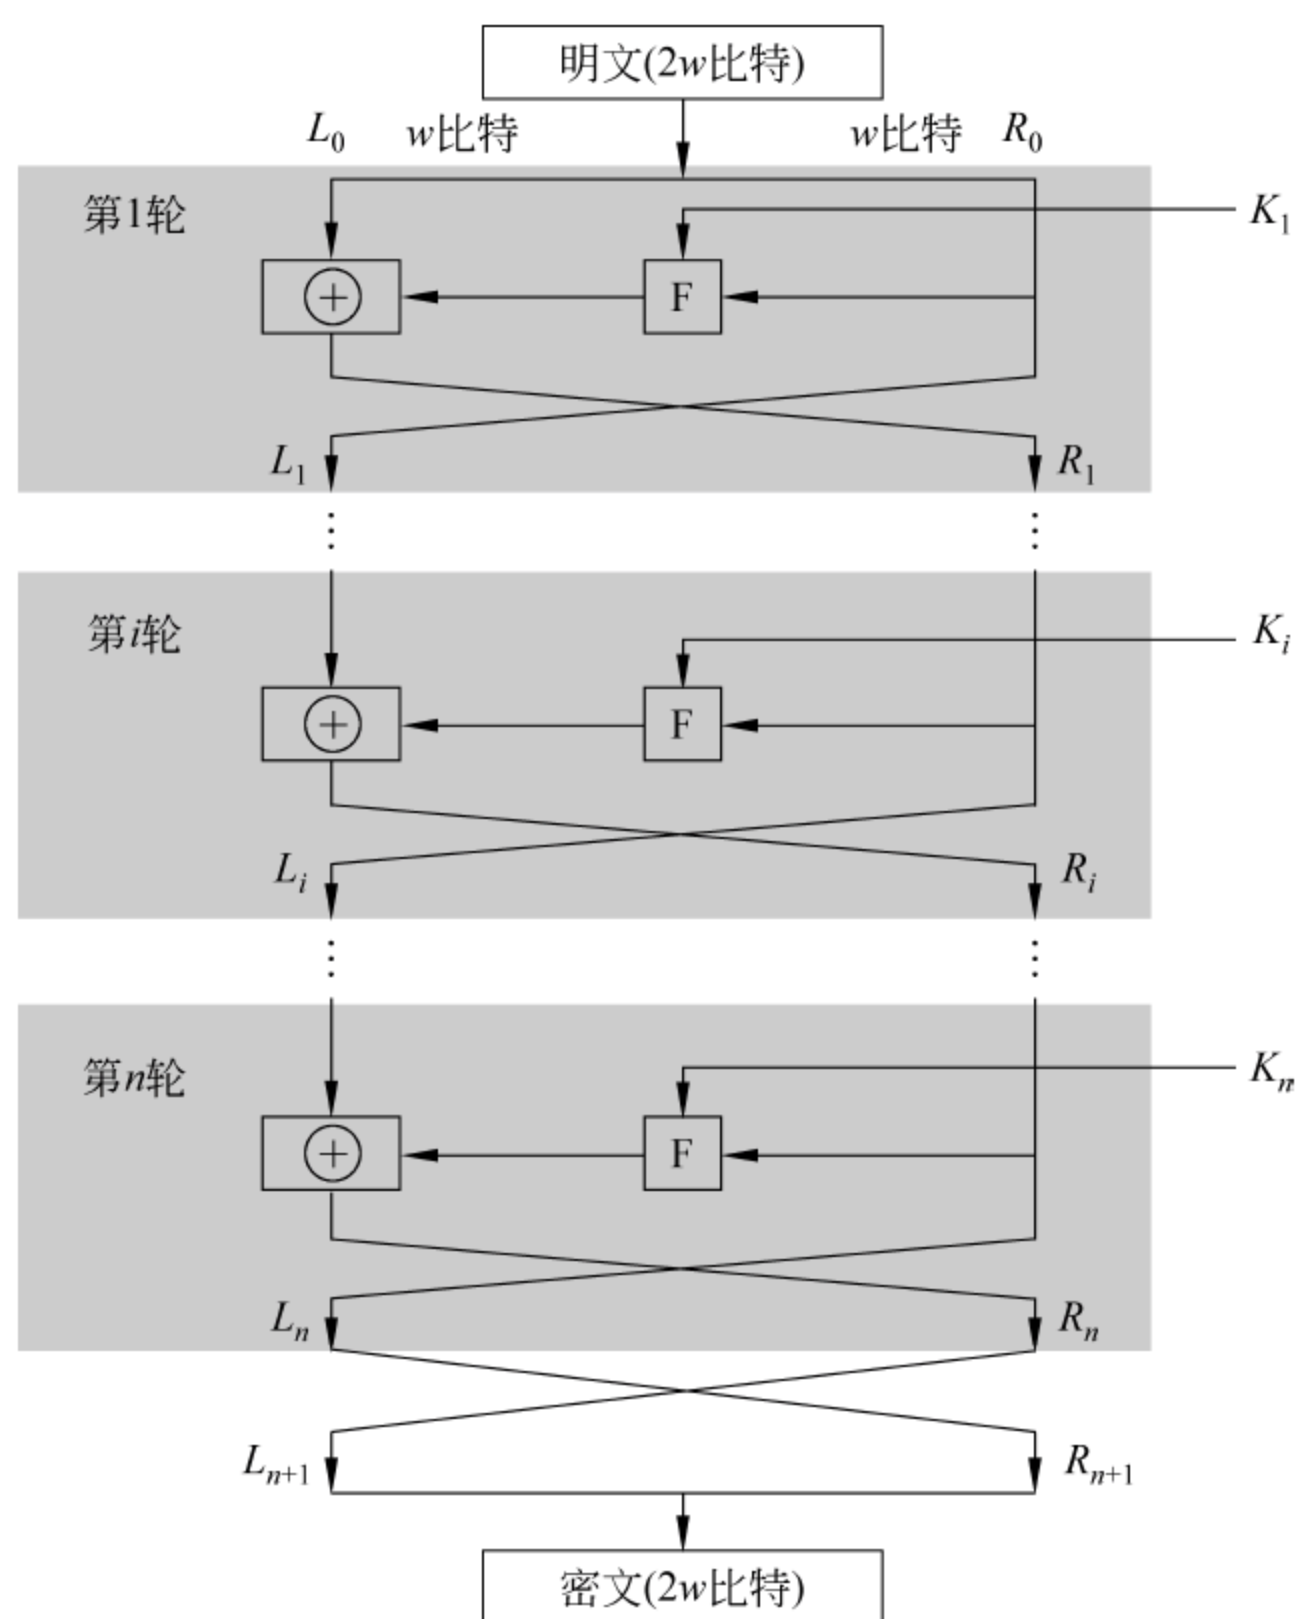 明文(2w比特)
L₀ w比特 w比特 R₀
第1轮 K₁
F
L₁ R₁
⋮ ⋮
第i轮 Kᵢ
F
Lᵢ Rᵢ
⋮ ⋮
第n轮 Kₙ
F
Lₙ Rₙ
Lₙ₊₁ Rₙ₊₁
密文(2w比特)